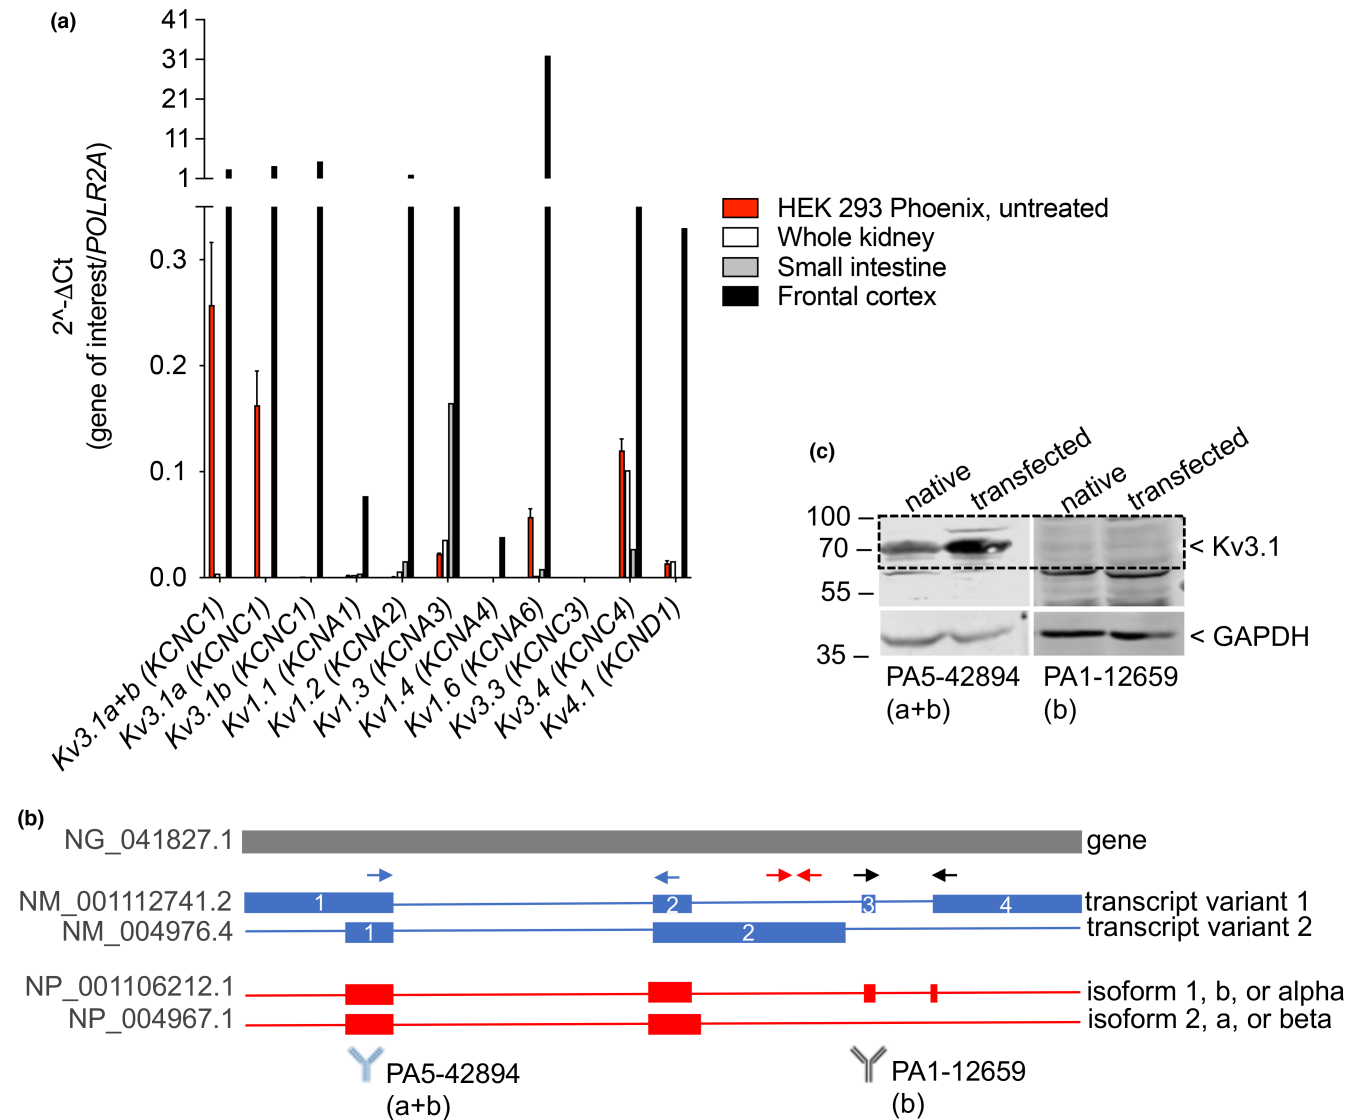 (a)
41
31
21
11
1
0.3
0.2
0.1
0.0
2^-ΔCt
(gene of interest/POLR2A)
HEK 293 Phoenix, untreated
Whole kidney
Small intestine
Frontal cortex
Kv3.1a+b (KCNC1)
Kv3.1a (KCNC1)
Kv3.1b (KCNC1)
Kv1.1 (KCNA1)
Kv1.2 (KCNA2)
Kv1.3 (KCNA3)
Kv1.4 (KCNA4)
Kv1.6 (KCNA6)
Kv3.3 (KCNC3)
Kv3.4 (KCNC4)
Kv4.1 (KCND1)
(c)
native transfected native transfected
100
70
55
35
< Kv3.1
< GAPDH
PA5-42894 PA1-12659
(a+b) (b)
(b)
NG_041827.1 gene
NM_001112741.2 1 2 3 4 transcript variant 1
NM_004976.4 1 2 transcript variant 2
NP_001106212.1 isoform 1, b, or alpha
NP_004967.1 isoform 2, a, or beta
PA5-42894 PA1-12659
(a+b) (b)